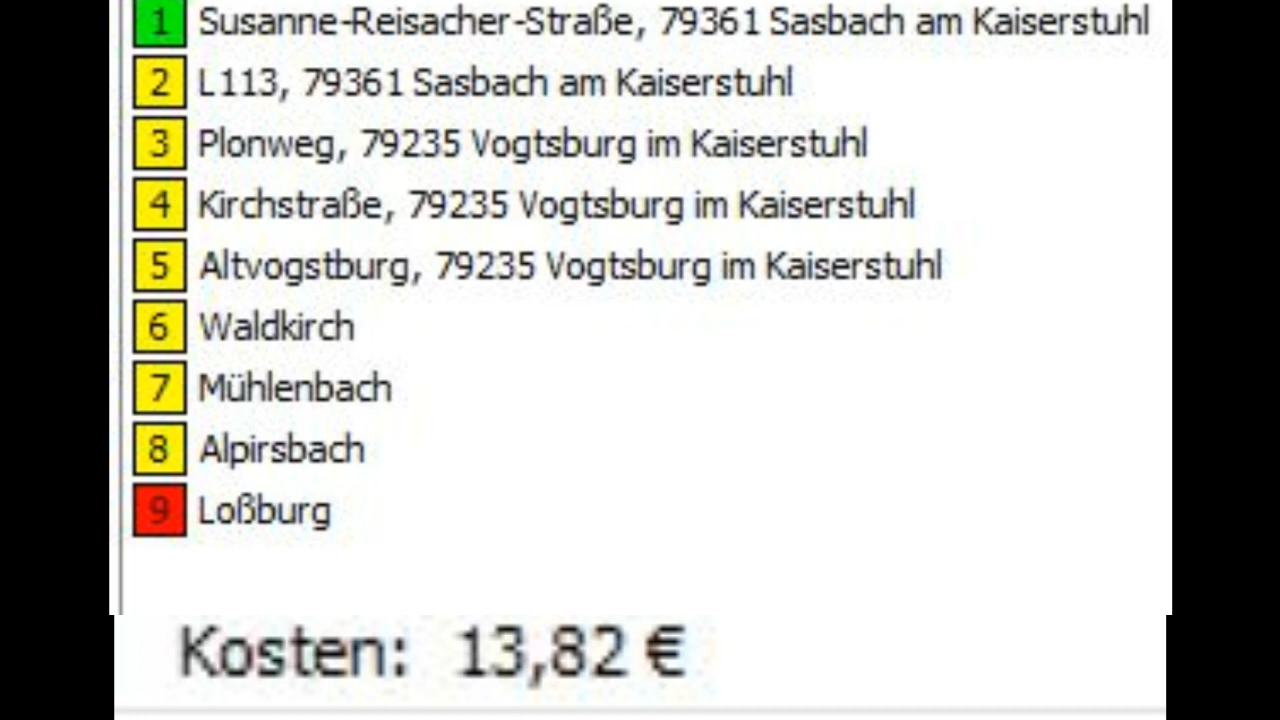 1 Susanne-Reisacher-Straße, 79361 Sasbach am Kaiserstuhl
2 L113, 79361 Sasbach am Kaiserstuhl
3 Plonweg, 79235 Vogtsburg im Kaiserstuhl
4 Kirchstraße, 79235 Vogtsburg im Kaiserstuhl
5 Altvogstburg, 79235 Vogtsburg im Kaiserstuhl
6 Waldkirch
7 Mühlenbach
8 Alpirsbach
9 Loßburg
Kosten: 13,82 €